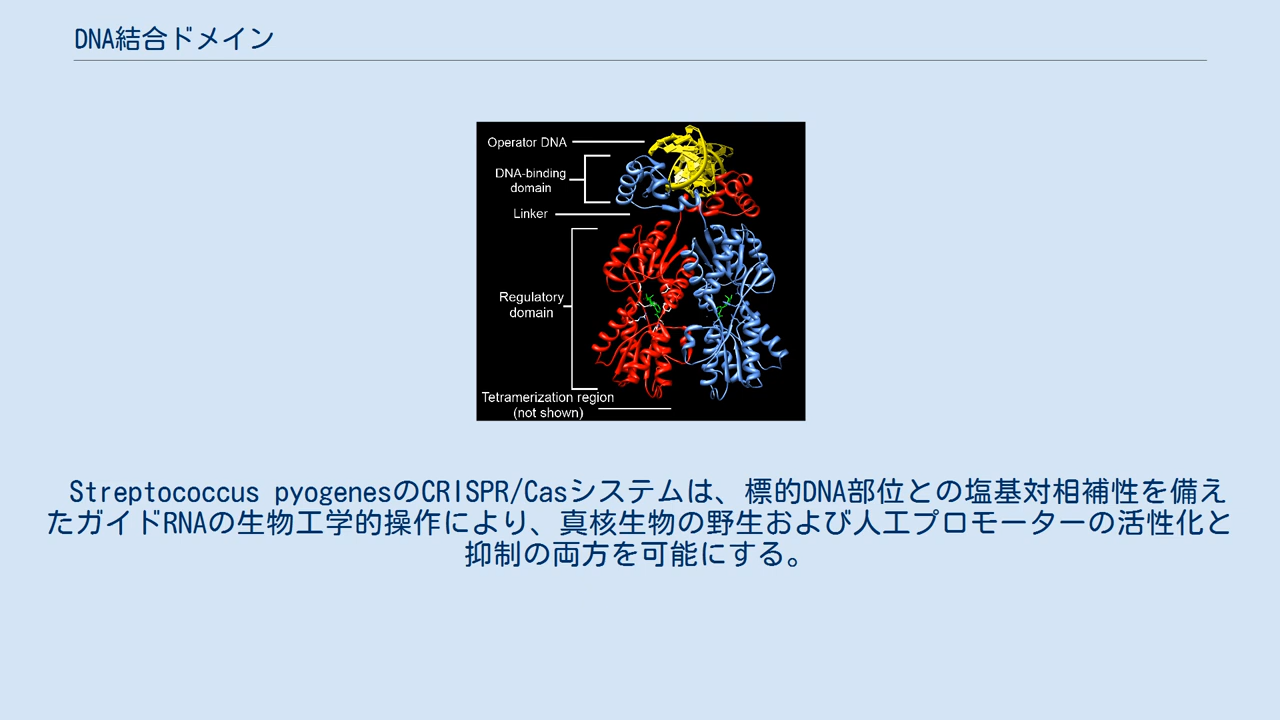 DNA結合ドメイン
Operator DNA
DNA-binding
domain
Linker
Regulatory
domain
Tetramerization region
(not shown)
Streptococcus pyogenesのCRISPR/Casシステムは、標的DNA部位との塩基対相補性を備え
たガイドRNAの生物工学的操作により、真核生物の野生および人工プロモーターの活性化と
抑制の両方を可能にする。